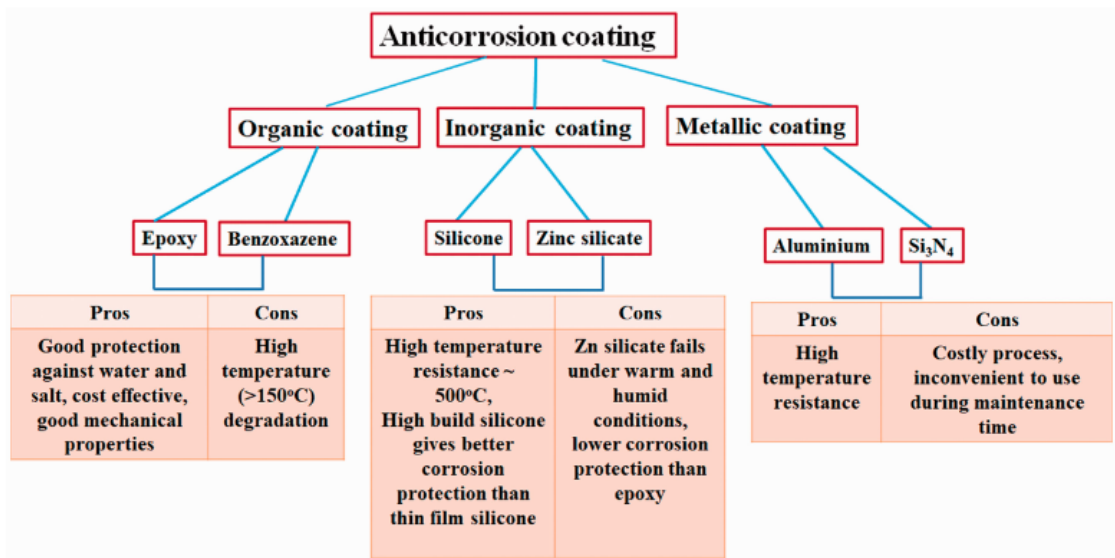 Anticorrosion coating
Organic coating
Inorganic coating
Metallic coating
Epoxy
Benzoxazene
Silicone
Zinc silicate
Aluminium
Si₃N₄
Pros
Cons
Good protection
against water and
salt, cost effective,
good mechanical
properties
High
temperature
(>150ᵒC)
degradation
Pros
Cons
High temperature
resistance ~
500ᵒC,
High build silicone
gives better
corrosion
protection than
thin film silicone
Zn silicate fails
under warm and
humid
conditions,
lower corrosion
protection than
epoxy
Pros
Cons
High
temperature
resistance
Costly process,
inconvenient to use
during maintenance
time